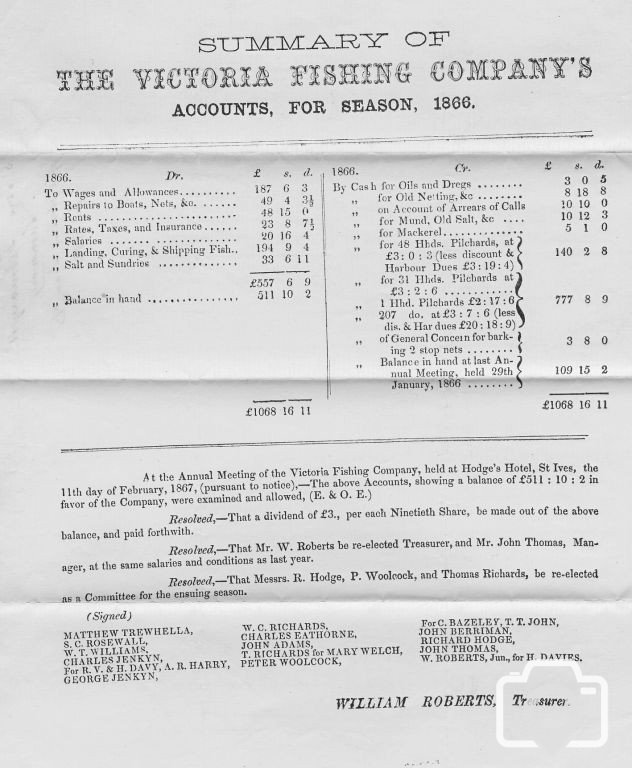 SUMMARY OF
THE VICTORIA FISHING COMPANY'S
ACCOUNTS, FOR SEASON, 1866.
1866. Dr. £ s. d.
To Wages and Allowances.......... 187 6 3
„ Repairs to Boats, Nets, &c. ...... 49 4 3½
„ Rents ........................ 48 15 0
„ Rates, Taxes, and Insurance ...... 23 8 7½
„ Salaries ...................... 20 16 4
„ Landing, Curing, & Shipping Fish.. 194 9 4
„ Salt and Sundries .............. 33 6 11
£557 6 9
„ Balance in hand ................ 511 10 2
£1068 16 11
1866. Cr. £ s. d.
By Cash for Oils and Dregs ........ 3 0 5
„ for Old Netting, &c ........ 8 18 8
„ on Account of Arrears of Calls 10 10 0
„ for Mund, Old Salt, &c .... 10 12 3
„ for Mackerel.............. 5 1 0
„ for 48 Hhds. Pilchards, at
£3 : 0 : 3 (less discount &
Harbour Dues £3 : 19 : 4) 140 2 8
„ for 31 Hhds. Pilchards at
£3 : 2 : 6 ............
„ 1 Hhd. Pilchards £2 : 17 : 6 777 8 9
„ 207 do. at £3 : 7 : 6 (less
dis. & Har dues £20 : 18 : 9)
„ of General Concern for bark-
ing 2 stop nets ........ 3 8 0
„ Balance in hand at last An-
nual Meeting, held 29th 109 15 2
January, 1866 ........
£1068 16 11
At the Annual Meeting of the Victoria Fishing Company, held at Hodge's Hotel, St Ives, the
11th day of February, 1867, (pursuant to notice),—The above Accounts, showing a balance of £511 : 10 : 2 in
favor of the Company, were examined and allowed, (E. & O. E.)
Resolved,—That a dividend of £3., per each Ninetieth Share, be made out of the above
balance, and paid forthwith.
Resolved,—That Mr. W. Roberts be re-elected Treasurer, and Mr. John Thomas, Man-
ager, at the same salaries and conditions as last year.
Resolved,—That Messrs. R. Hodge, P. Woolcock, and Thomas Richards, be re-elected
as a Committee for the ensuing season.
(Signed)
MATTHEW TREWHELLA,
S. C. ROSEWALL,
W. T. WILLIAMS,
CHARLES JENKYN,
For R. V. & H. DAVY, A. R. HARRY,
GEORGE JENKYN,
W. C. RICHARDS,
CHARLES EATHORNE,
JOHN ADAMS,
T. RICHARDS for MARY WELCH,
PETER WOOLCOCK,
For C. BAZELEY, T. T. JOHN,
JOHN BERRIMAN,
RICHARD HODGE,
JOHN THOMAS,
W. ROBERTS, Jun., for H. DAVIES.
WILLIAM ROBERTS, Treasurer.